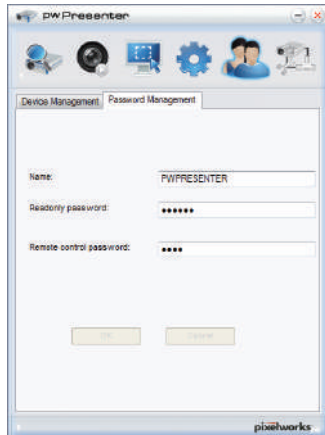 pwPresenter
Device Management Password Management
Name: PWPRESENTER
Readonly password: ••••••
Remote control password: ••••
pixelworks